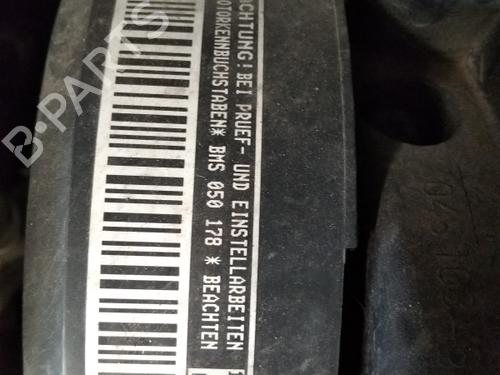 ACHTUNG! BEI PRUEF- UND EINSTELLARBEITEN
MOTORKENNBUCHSTABEN* BMS 050 178 * BEACHTEN
B-PARTS